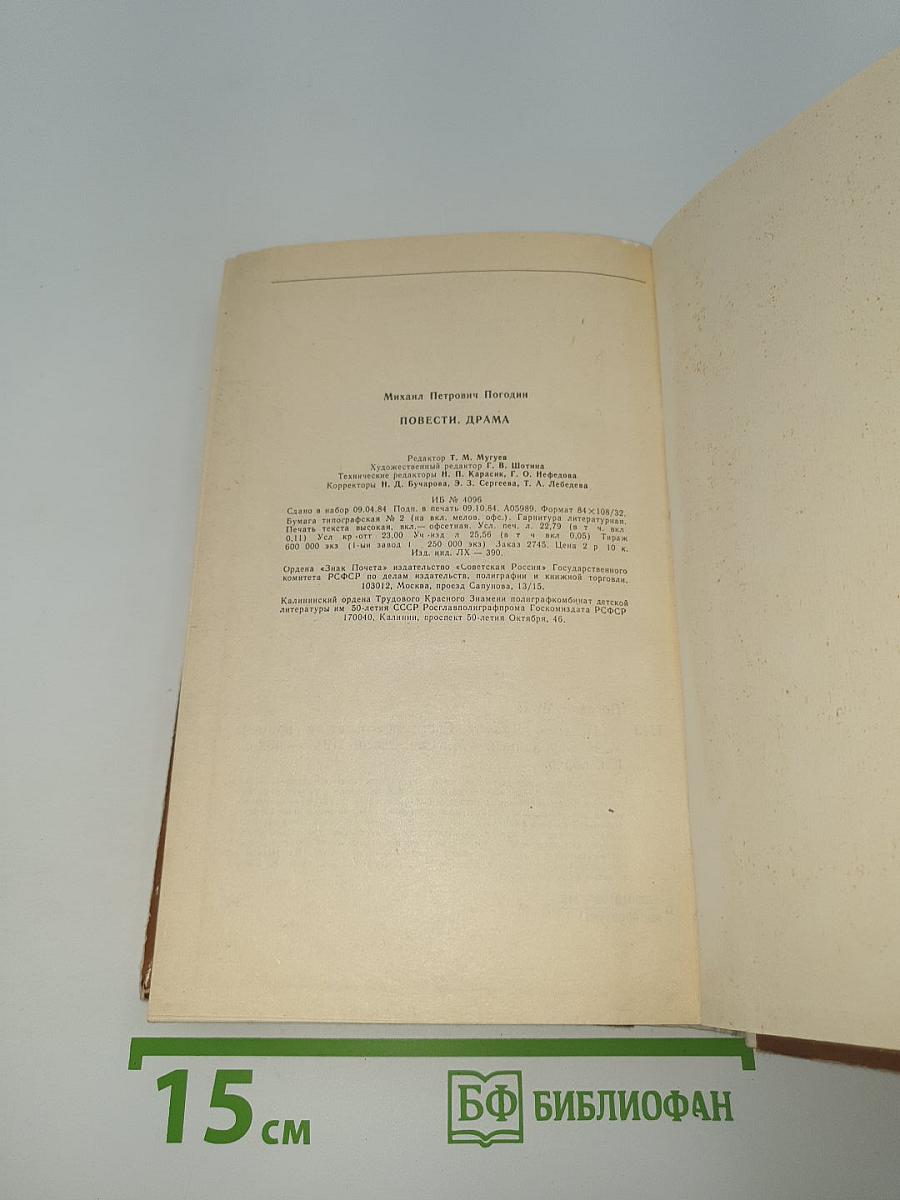 Михаил Петрович Погодин
ПОВЕСТИ. ДРАМА
Редактор Т. М. Мугуев
Художественный редактор Г. В. Шотина
Технические редакторы Н. П. Карасик, Г. О. Нефедова
Корректоры Н. Д. Бучарова, Э. З. Сергеева, Т. А. Лебедева
ИБ № 4096
Сдано в набор 09.04.84 Подп. в печать 09.10.84. А05989. Формат 84×108/32.
Бумага типографская № 2 (на вкл. мелов. офс.). Гарнитура литературная.
Печать текста высокая, вкл.— офсетная. Усл. печ. л. 22,79 (в т ч. вкл
0.11) Усл кр-отт 23,00 Уч-изд л 25,56 (в т ч вкл 0,05) Тираж
600 000 экз (1-ый завод 1 250 000 экз) Заказ 2745. Цена 2 р 10 к.
Изд. инд. ЛХ — 390.
Ордена «Знак Почета» издательство «Советская Россия» Государственного
комитета РСФСР по делам издательств, полиграфии и книжной торговли.
103012, Москва, проезд Сапунова, 13/15.
Калининский ордена Трудового Красного Знамени полиграфкомбинат детской
литературы им 50-летия СССР Росглавполиграфпрома Госкомиздата РСФСР
170040, Калинин, проспект 50-летия Октября, 46.
15 см
БФ БИБЛИОФАН